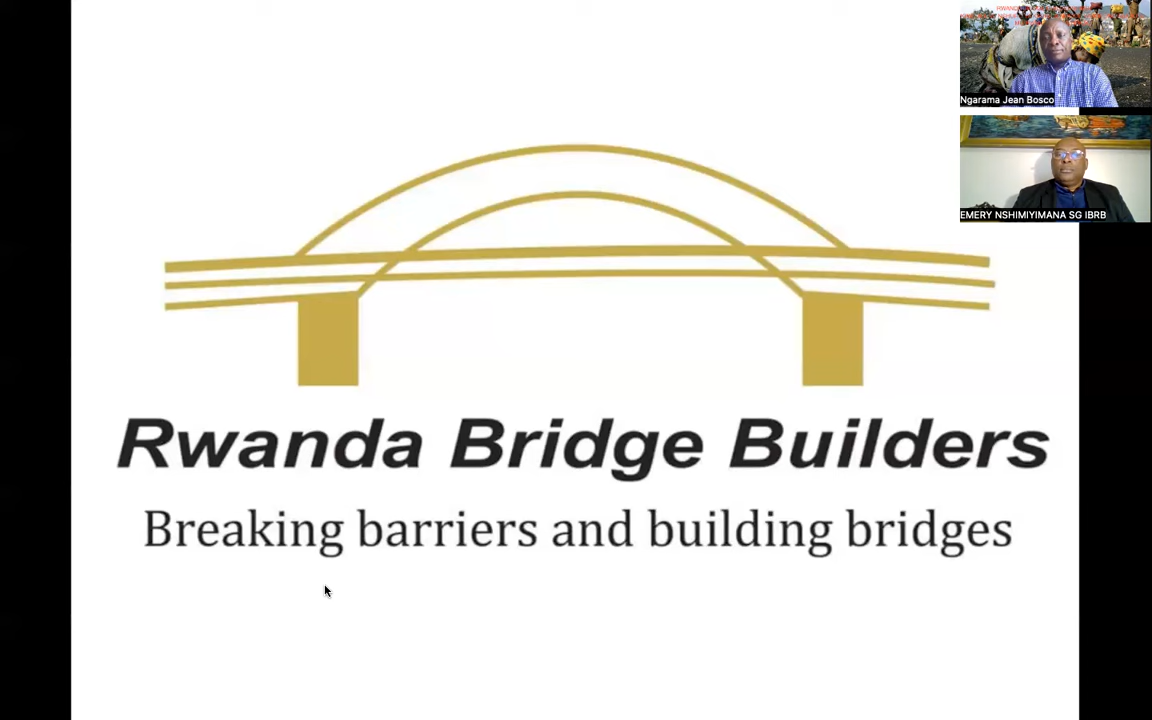 Rwanda Bridge Builders
Breaking barriers and building bridges
Ngarama Jean Bosco
EMERY NSHIMIYIMANA SG IBRB